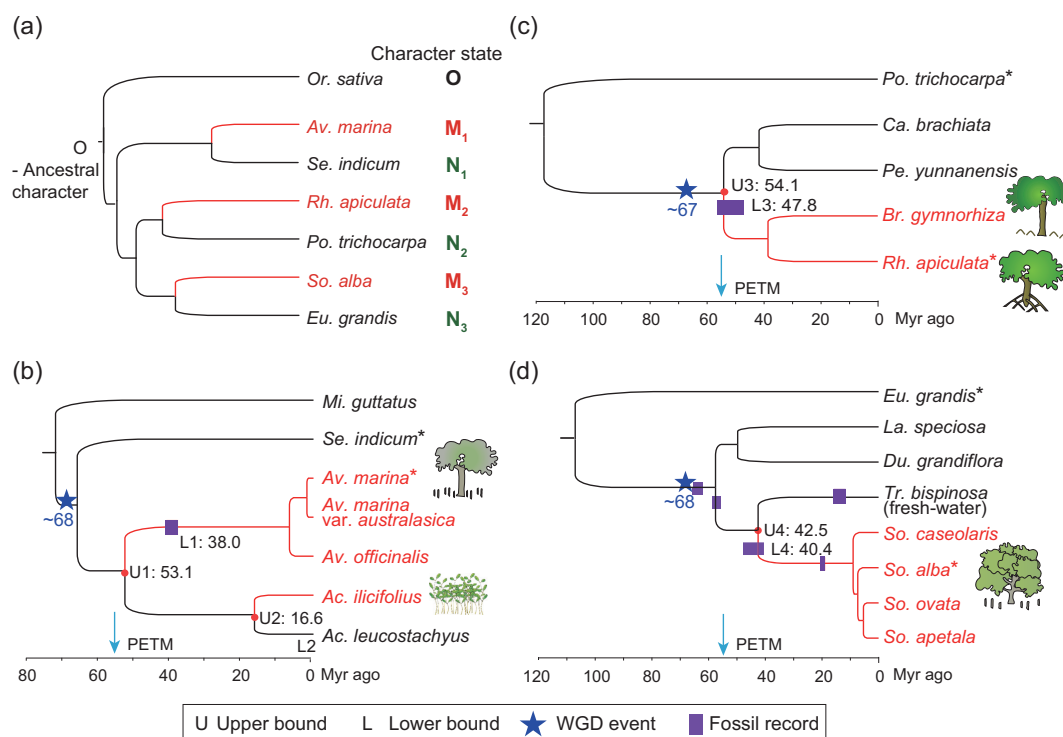 (a)
Character state
Or. sativa O
Av. marina M1
Se. indicum N1
Rh. apiculata M2
Po. trichocarpa N2
So. alba M3
Eu. grandis N3
O
- Ancestral
character
(b)
Mi. guttatus
Se. indicum*
Av. marina*
Av. marina
var. australasica
Av. officinalis
Ac. ilicifolius
Ac. leucostachyus
~68
L1: 38.0
U1: 53.1
U2: 16.6
L2
PETM
80 60 40 20 0 Myr ago
(c)
Po. trichocarpa*
Ca. brachiata
Pe. yunnanensis
Br. gymnorhiza
Rh. apiculata*
~67
U3: 54.1
L3: 47.8
PETM
120 100 80 60 40 20 0 Myr ago
(d)
Eu. grandis*
La. speciosa
Du. grandiflora
Tr. bispinosa
(fresh-water)
So. caseolaris
So. alba*
So. ovata
So. apetala
~68
U4: 42.5
L4: 40.4
PETM
120 100 80 60 40 20 0 Myr ago
U Upper bound L Lower bound WGD event Fossil record